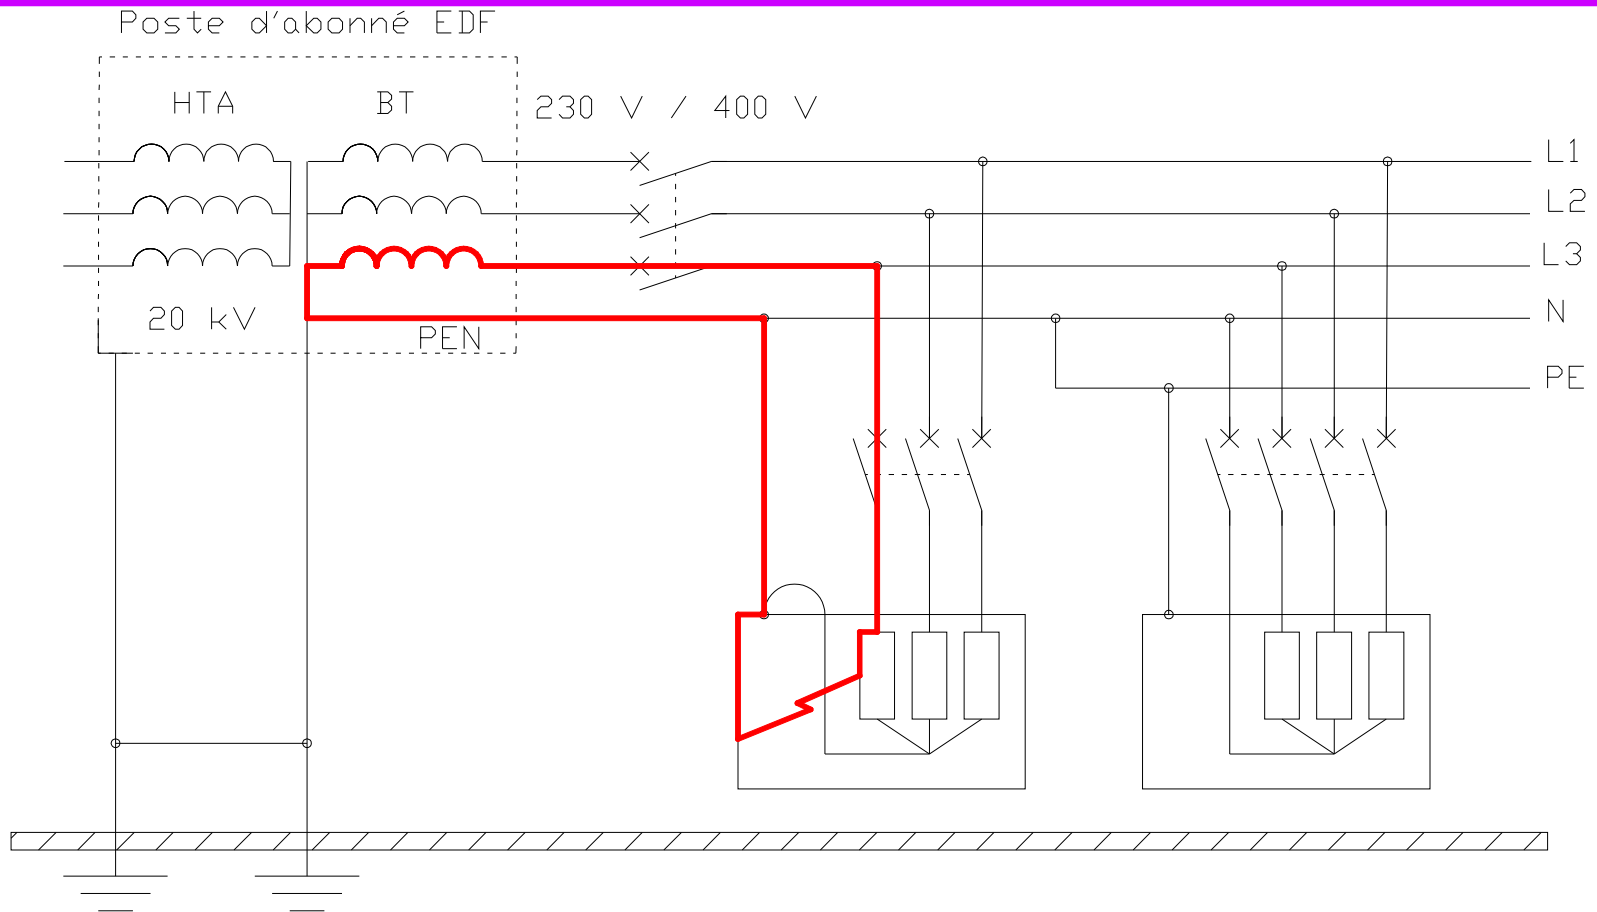 Poste d'abonné EDF
HTA BT 230 V / 400 V
L1
L2
L3
20 kV PEN N
PE